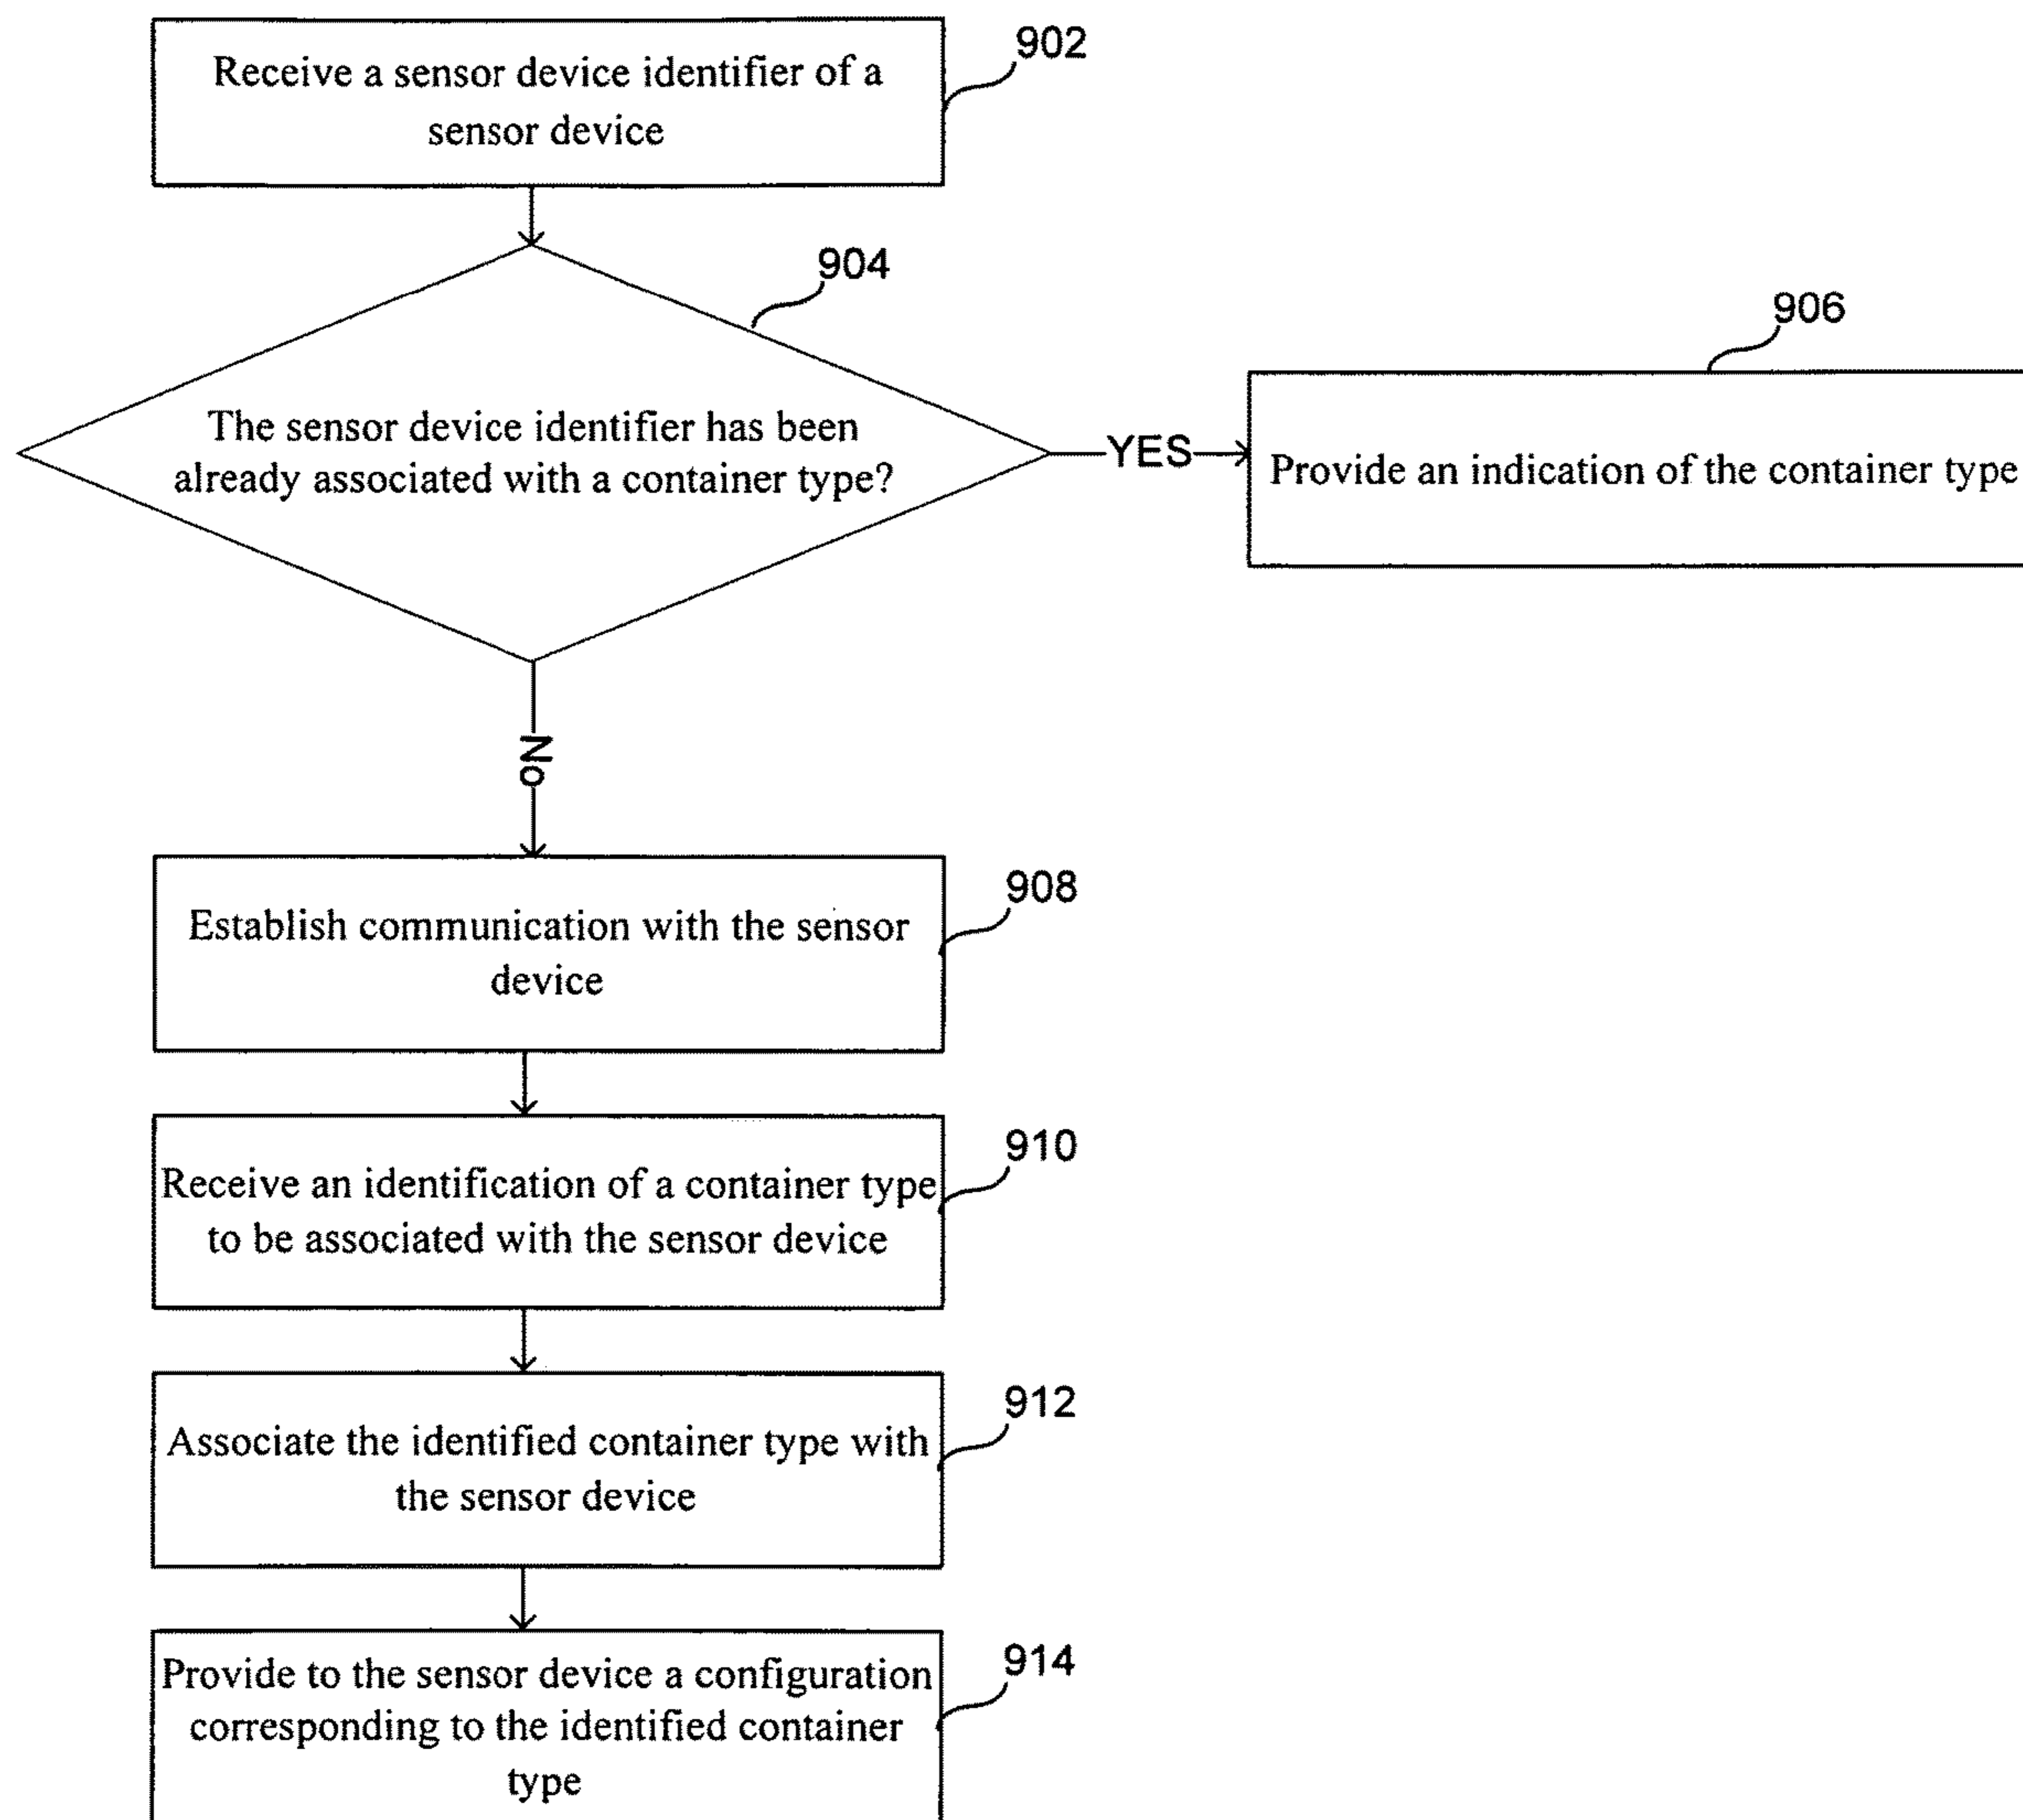 902
Receive a sensor device identifier of a
sensor device
904
The sensor device identifier has been
already associated with a container type?
YES
906
Provide an indication of the container type
No
908
Establish communication with the sensor
device
910
Receive an identification of a container type
to be associated with the sensor device
912
Associate the identified container type with
the sensor device
914
Provide to the sensor device a configuration
corresponding to the identified container
type